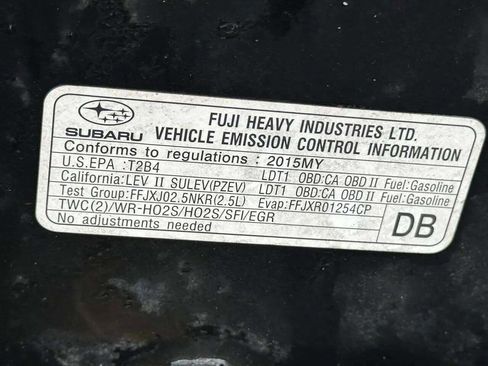 SUBARU
FUJI HEAVY INDUSTRIES LTD.
VEHICLE EMISSION CONTROL INFORMATION
Conforms to regulations : 2015MY
U.S.EPA :T2B4 LDT1 OBD:CA OBD II Fuel:Gasoline
California:LEV II SULEV(PZEV) LDT1 OBD:CA OBD II Fuel:Gasoline
Test Group:FFJXJ02.5NKR(2.5L) Evap:FFJXR01254CP
TWC(2)/WR-HO2S/HO2S/SFI/EGR
No adjustments needed
DB